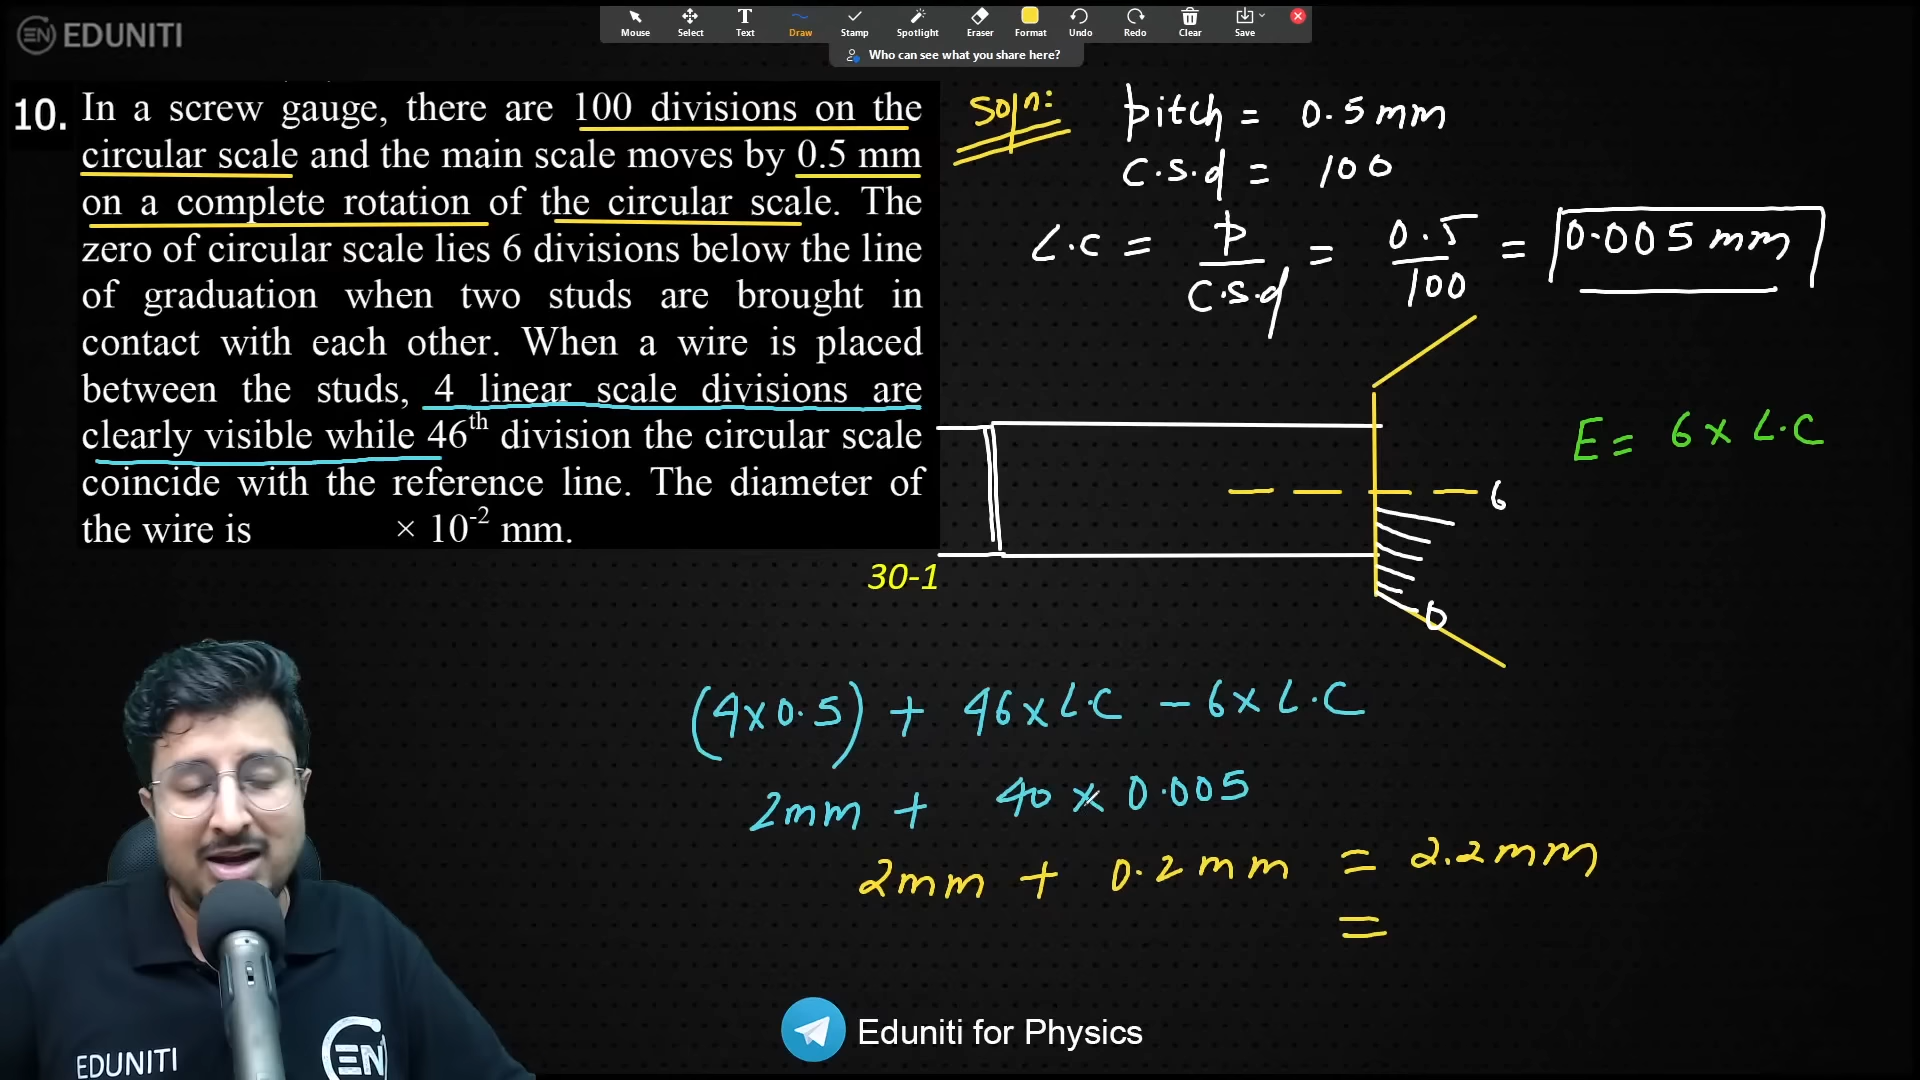 EN EDUNITI
Mouse Select Text Draw Stamp Spotlight Eraser Format Undo Redo Clear Save
Who can see what you share here?
10. In a screw gauge, there are 100 divisions on the
circular scale and the main scale moves by 0.5 mm
on a complete rotation of the circular scale. The
zero of circular scale lies 6 divisions below the line
of graduation when two studs are brought in
contact with each other. When a wire is placed
between the studs, 4 linear scale divisions are
clearly visible while 46th division the circular scale
coincide with the reference line. The diameter of
the wire is × 10-2 mm.
30-1
Soln:
pitch = 0.5 mm
C.S.d = 100
L.C = p / C.S.d = 0.5 / 100 = 0.005 mm
E = 6 × L.C
6
0
(4×0.5) + 46×L.C - 6×L.C
2mm + 40 × 0.005
2mm + 0.2mm = 2.2mm
=
Eduniti for Physics
EDUNITI
EN